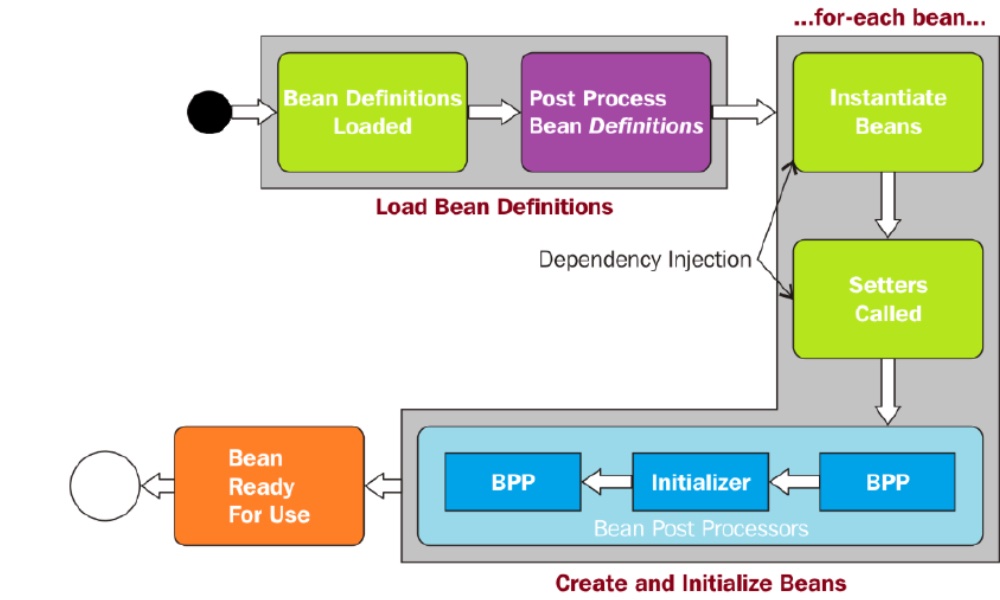 ...for-each bean...
Bean Definitions
Loaded
Post Process
Bean Definitions
Instantiate
Beans
Load Bean Definitions
Dependency Injection
Setters
Called
Bean
Ready
For Use
BPP
Initializer
BPP
Bean Post Processors
Create and Initialize Beans